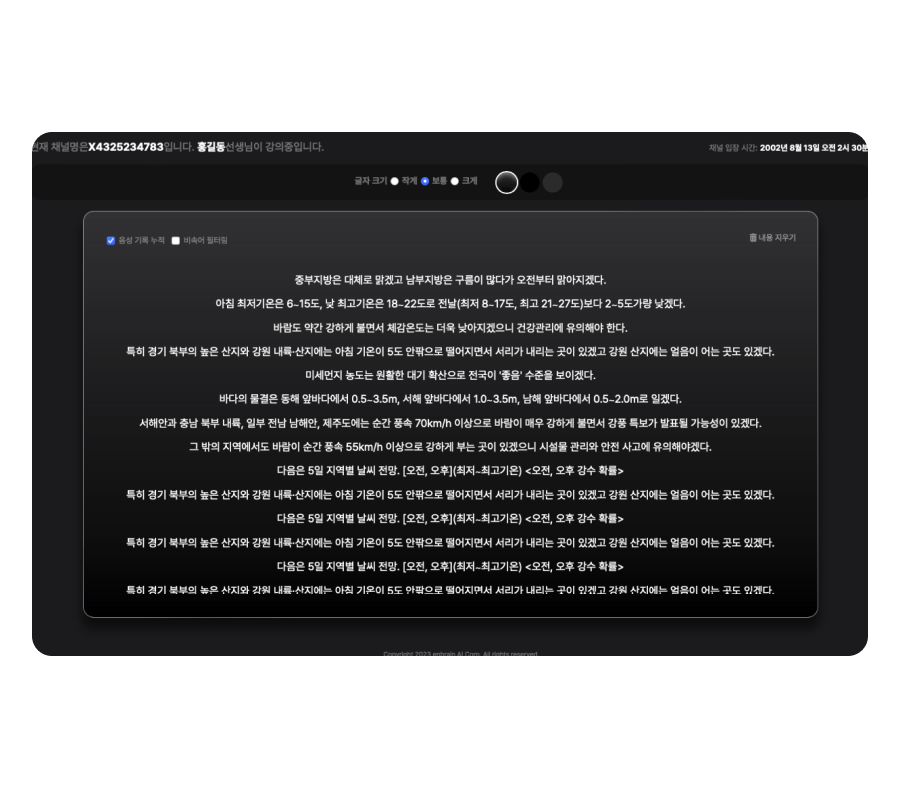 현재 채널명은X4325234783입니다. 홍길동선생님이 강의중입니다.
채널 입장 시간: 2002년 8월 13일 오전 2시 30분
글자 크기 작게 보통 크게
음성 기록 누적 비속어 필터링
내용 지우기
중부지방은 대체로 맑겠고 남부지방은 구름이 많다가 오전부터 맑아지겠다.
아침 최저기온은 6~15도, 낮 최고기온은 18~22도로 전날(최저 8~17도, 최고 21~27도)보다 2~5도가량 낮겠다.
바람도 약간 강하게 불면서 체감온도는 더욱 낮아지겠으니 건강관리에 유의해야 한다.
특히 경기 북부의 높은 산지와 강원 내륙·산지에는 아침 기온이 5도 안팎으로 떨어지면서 서리가 내리는 곳이 있겠고 강원 산지에는 얼음이 어는 곳도 있겠다.
미세먼지 농도는 원활한 대기 확산으로 전국이 '좋음' 수준을 보이겠다.
바다의 물결은 동해 앞바다에서 0.5~3.5m, 서해 앞바다에서 1.0~3.5m, 남해 앞바다에서 0.5~2.0m로 일겠다.
서해안과 충남 북부 내륙, 일부 전남 남해안, 제주도에는 순간 풍속 70km/h 이상으로 바람이 매우 강하게 불면서 강풍 특보가 발표될 가능성이 있겠다.
그 밖의 지역에서도 바람이 순간 풍속 55km/h 이상으로 강하게 부는 곳이 있겠으니 시설물 관리와 안전 사고에 유의해야겠다.
다음은 5일 지역별 날씨 전망. [오전, 오후](최저~최고기온) <오전, 오후 강수 확률>
특히 경기 북부의 높은 산지와 강원 내륙·산지에는 아침 기온이 5도 안팎으로 떨어지면서 서리가 내리는 곳이 있겠고 강원 산지에는 얼음이 어는 곳도 있겠다.
다음은 5일 지역별 날씨 전망. [오전, 오후](최저~최고기온) <오전, 오후 강수 확률>
특히 경기 북부의 높은 산지와 강원 내륙·산지에는 아침 기온이 5도 안팎으로 떨어지면서 서리가 내리는 곳이 있겠고 강원 산지에는 얼음이 어는 곳도 있겠다.
다음은 5일 지역별 날씨 전망. [오전, 오후](최저~최고기온) <오전, 오후 강수 확률>
특히 경기 북부의 높은 산지와 강원 내륙·산지에는 아침 기온이 5도 안팎으로 떨어지면서 서리가 내리는 곳이 있겠고 강원 산지에는 얼음이 어는 곳도 있겠다.
Copyright 2023 enbrain AI Corp. All rights reserved.